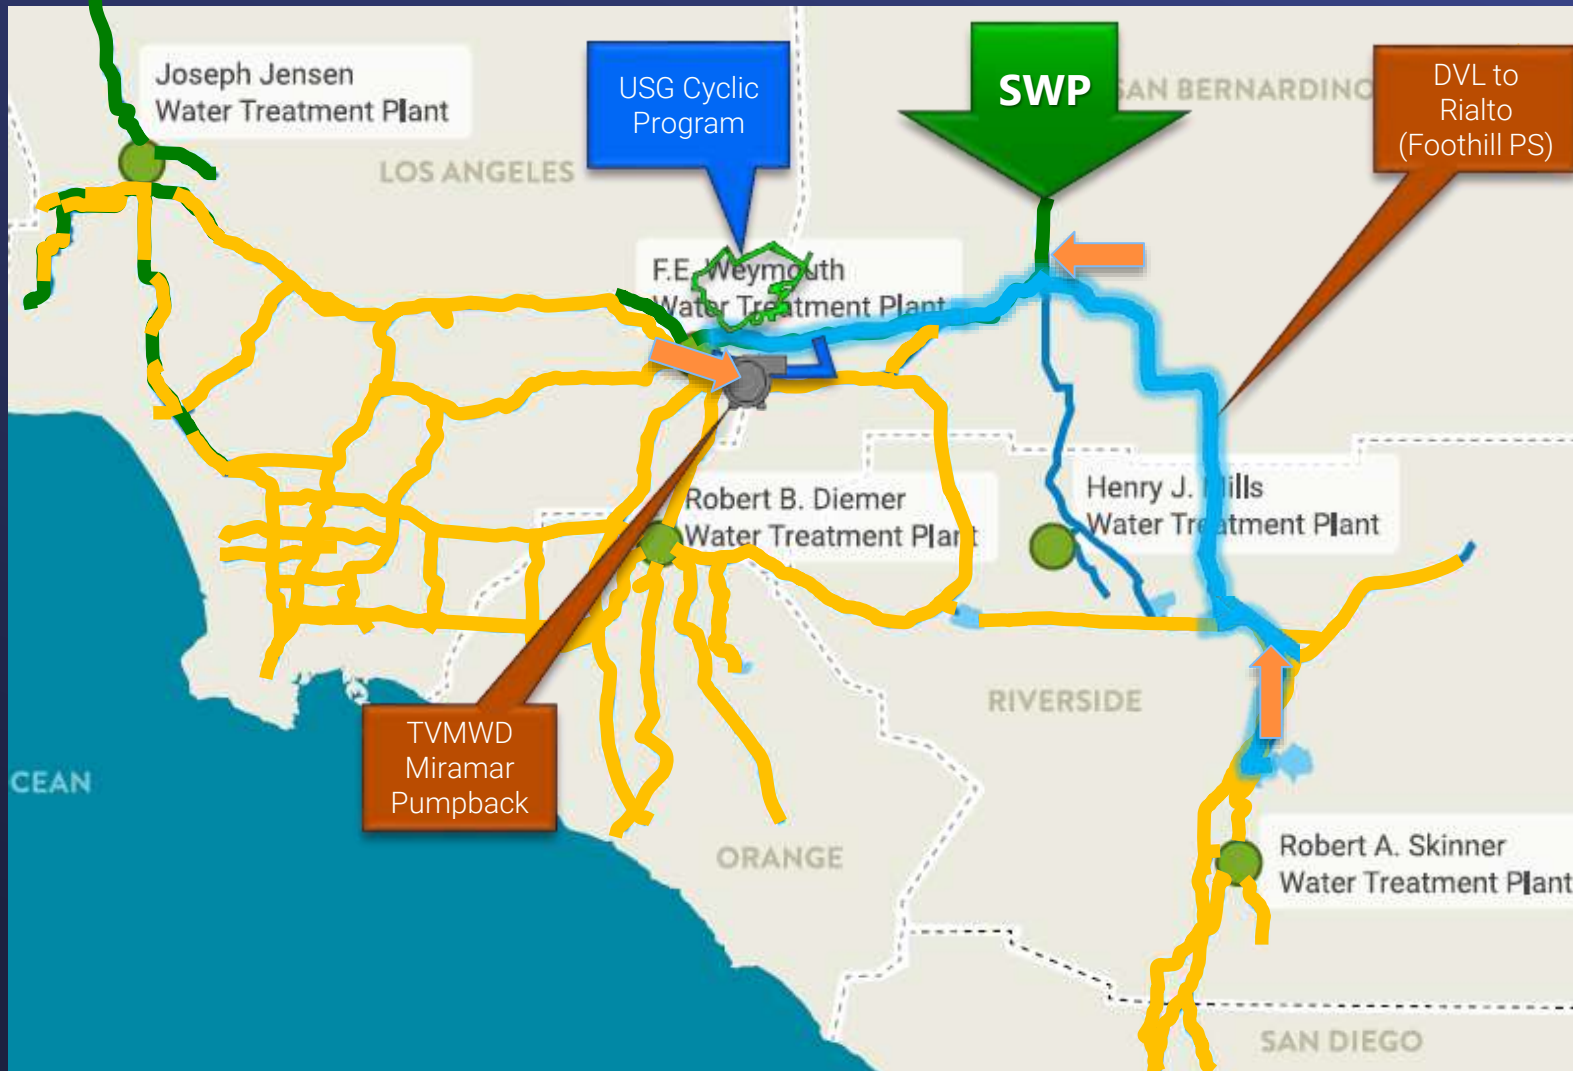 Joseph Jensen
Water Treatment Plant
LOS ANGELES
USG Cyclic
Program
SWP
SAN BERNARDINO
DVL to
Rialto
(Foothill PS)
F.E. Weymouth
Water Treatment Plant
Robert B. Diemer
Water Treatment Plant
Henry J. Mills
Water Treatment Plant
RIVERSIDE
TVMWD
Miramar
Pumpback
CEAN
ORANGE
Robert A. Skinner
Water Treatment Plant
SAN DIEGO